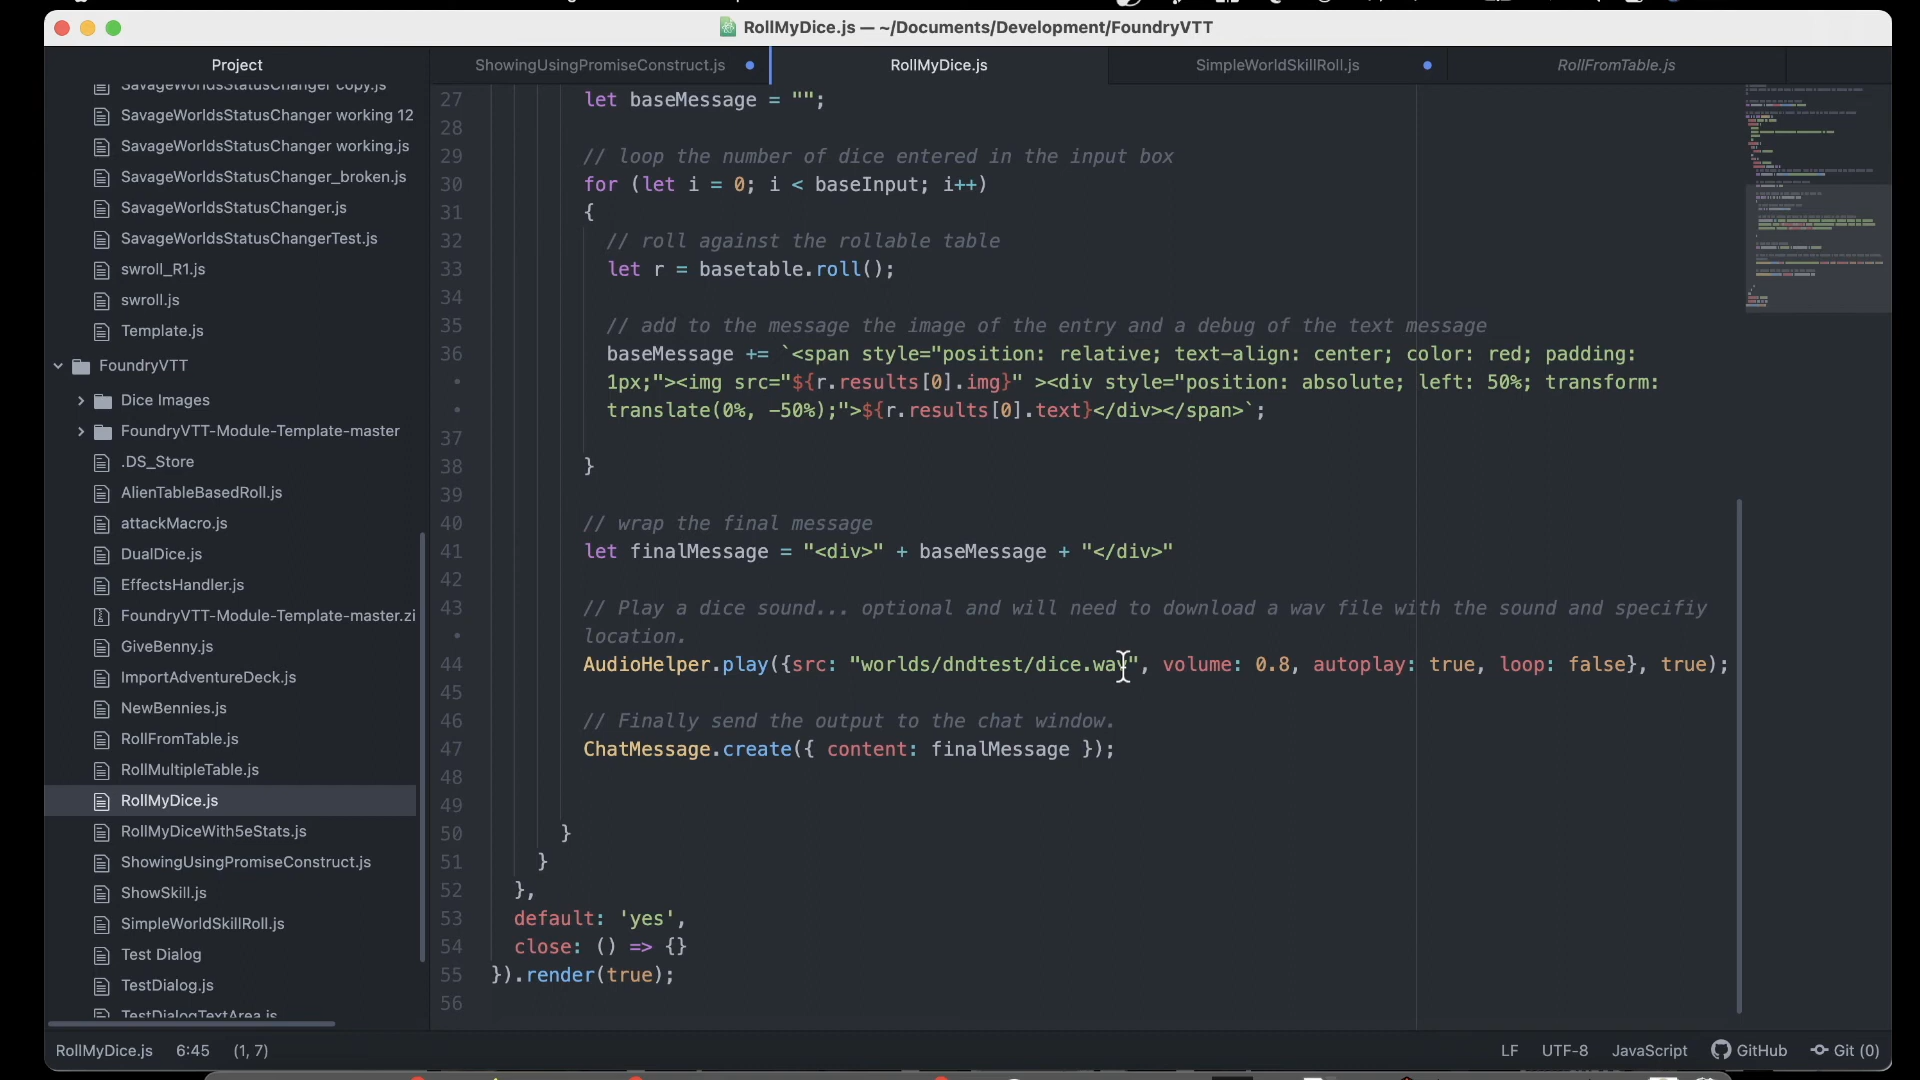 RollMyDice.js — ~/Documents/Development/FoundryVTT
Project
ShowingUsingPromiseConstruct.js
RollMyDice.js
SimpleWorldSkillRoll.js
RollFromTable.js
SavageWorldsStatusChanger copy.js
SavageWorldsStatusChanger working 12
SavageWorldsStatusChanger working.js
SavageWorldsStatusChanger_broken.js
SavageWorldsStatusChanger.js
SavageWorldsStatusChangerTest.js
swroll_R1.js
swroll.js
Template.js
FoundryVTT
Dice Images
FoundryVTT-Module-Template-master
.DS_Store
AlienTableBasedRoll.js
attackMacro.js
DualDice.js
EffectsHandler.js
FoundryVTT-Module-Template-master.zi
GiveBenny.js
ImportAdventureDeck.js
NewBennies.js
RollFromTable.js
RollMultipleTable.js
RollMyDice.js
RollMyDiceWith5eStats.js
ShowingUsingPromiseConstruct.js
ShowSkill.js
SimpleWorldSkillRoll.js
Test Dialog
TestDialog.js
TestDialogTextArea.js
27 let baseMessage = "";
28
29 // loop the number of dice entered in the input box
30 for (let i = 0; i < baseInput; i++)
31 {
32 // roll against the rollable table
33 let r = basetable.roll();
34
35 // add to the message the image of the entry and a debug of the text message
36 baseMessage += `<span style="position: relative; text-align: center; color: red; padding:
• 1px;"><img src="${r.results[0].img}" ><div style="position: absolute; left: 50%; transform:
• translate(0%, -50%);">${r.results[0].text}</div></span>`;
37
38 }
39
40 // wrap the final message
41 let finalMessage = "<div>" + baseMessage + "</div>"
42
43 // Play a dice sound... optional and will need to download a wav file with the sound and specifiy
• location.
44 AudioHelper.play({src: "worlds/dndtest/dice.wav", volume: 0.8, autoplay: true, loop: false}, true);
45
46 // Finally send the output to the chat window.
47 ChatMessage.create({ content: finalMessage });
48
49
50 }
51 }
52 },
53 default: 'yes',
54 close: () => {}
55 }).render(true);
56
RollMyDice.js 6:45 (1, 7)
LF UTF-8 JavaScript GitHub Git (0)